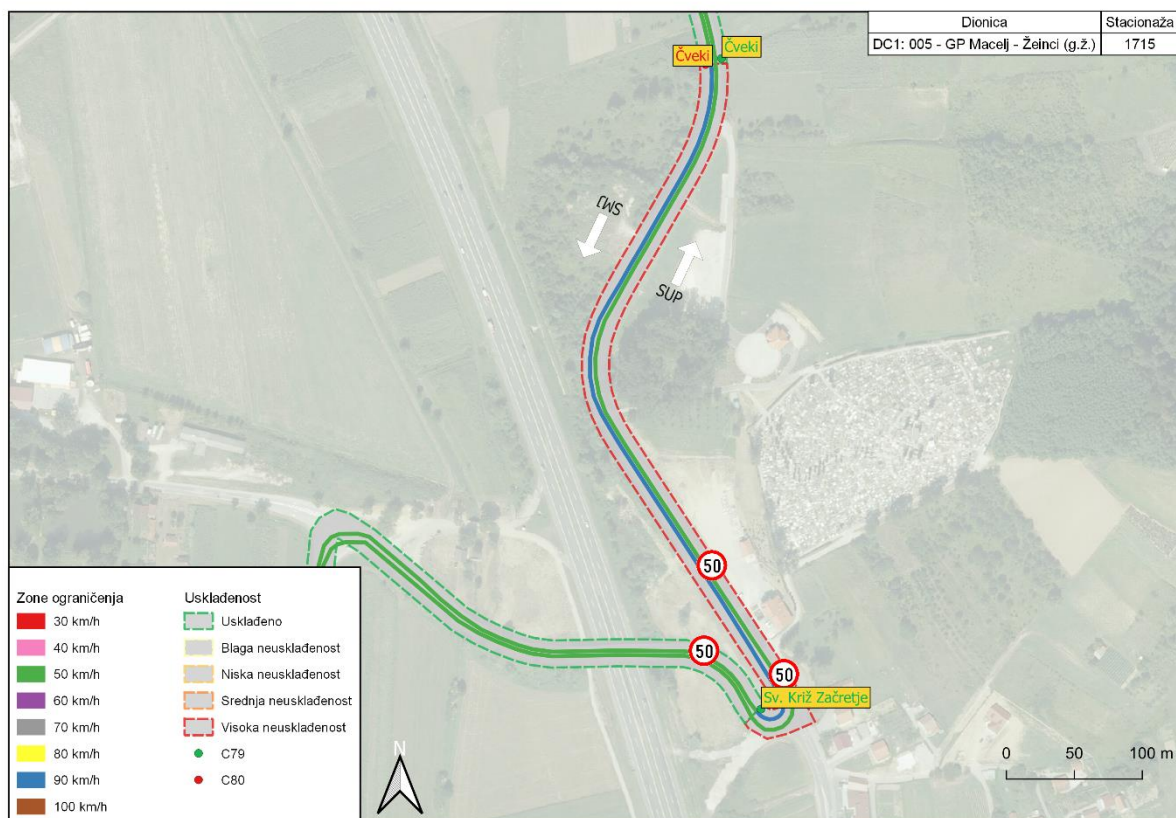 Dionica
Stacionaža
DC1: 005 - GP Macelj - Žeinci (g.ž.)
1715
Čveki
Čveki
SMJ
SUP
50
50
50
Sv. Križ Začretje
Zone ograničenja
30 km/h
40 km/h
50 km/h
60 km/h
70 km/h
80 km/h
90 km/h
100 km/h
Usklađenost
Usklađeno
Blaga neusklađenost
Niska neusklađenost
Srednja neusklađenost
Visoka neusklađenost
C79
C80
N
0
50
100 m